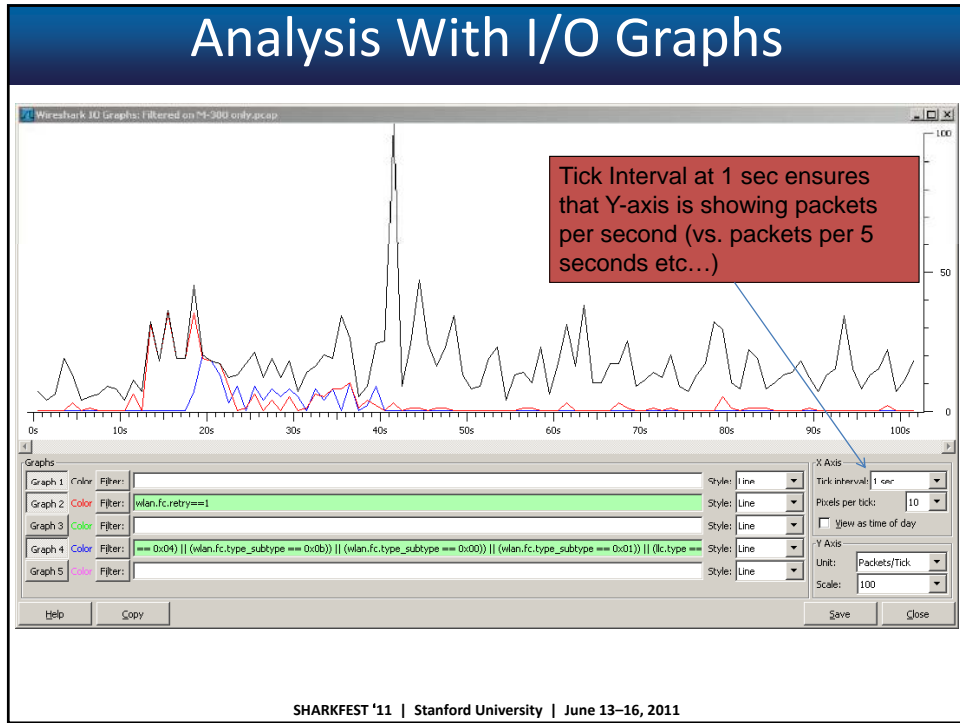 Analysis With I/O Graphs
Wireshark IO Graphs: Filtered on M-300 only.pcap
100
50
0
Tick Interval at 1 sec ensures
that Y-axis is showing packets
per second (vs. packets per 5
seconds etc…)
0s 10s 20s 30s 40s 50s 60s 70s 80s 90s 100s
Graphs
Graph 1 Color Filter: Style: Line
Graph 2 Color Filter: wlan.fc.retry==1 Style: Line
Graph 3 Color Filter: Style: Line
Graph 4 Color Filter: == 0x04) || (wlan.fc.type_subtype == 0x0b)) || (wlan.fc.type_subtype == 0x00)) || (wlan.fc.type_subtype == 0x01)) || (llc.type == Style: Line
Graph 5 Color Filter: Style: Line
X Axis
Tick interval: 1 sec
Pixels per tick: 10
View as time of day
Y Axis
Unit: Packets/Tick
Scale: 100
Help Copy Save Close
SHARKFEST '11 | Stanford University | June 13–16, 2011